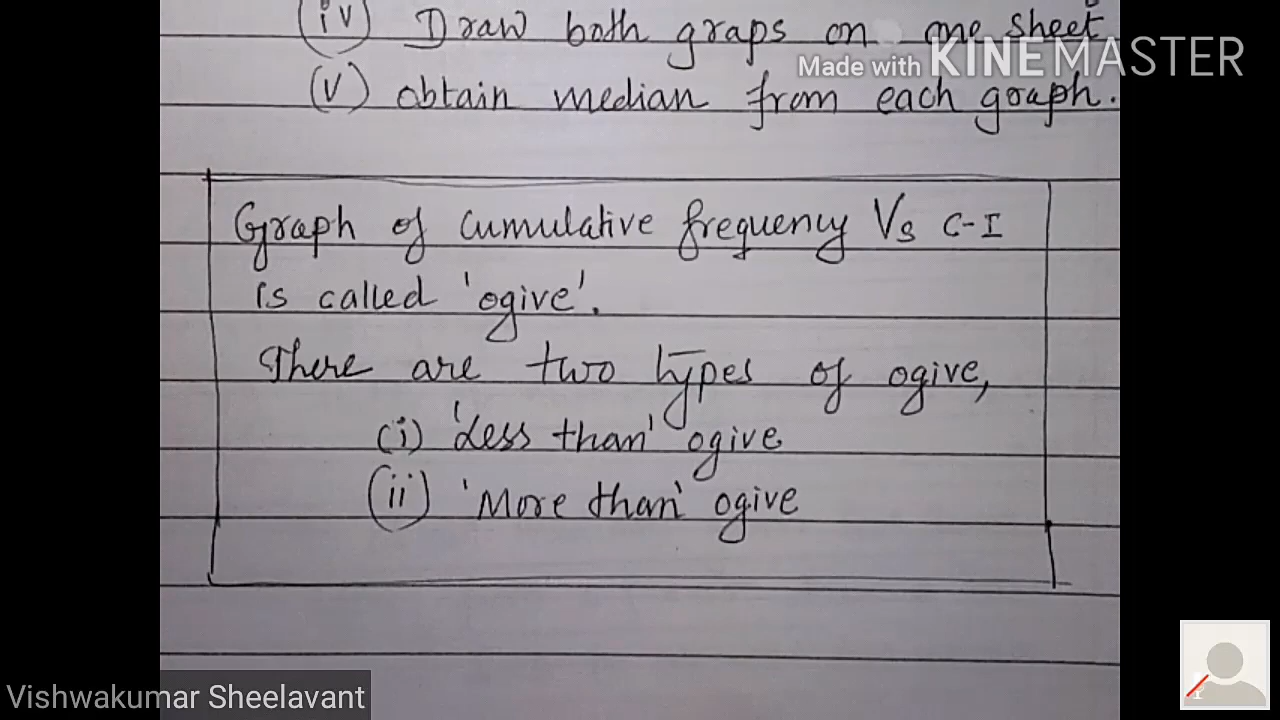 (iv) Draw both graps on one sheet
Made with KINEMASTER
(v) obtain median from each graph.
Graph of cumulative frequency Vs C-I
is called 'ogive'.
There are two types of ogive,
(i) 'Less than' ogive
(ii) 'More than' ogive
Vishwakumar Sheelavant